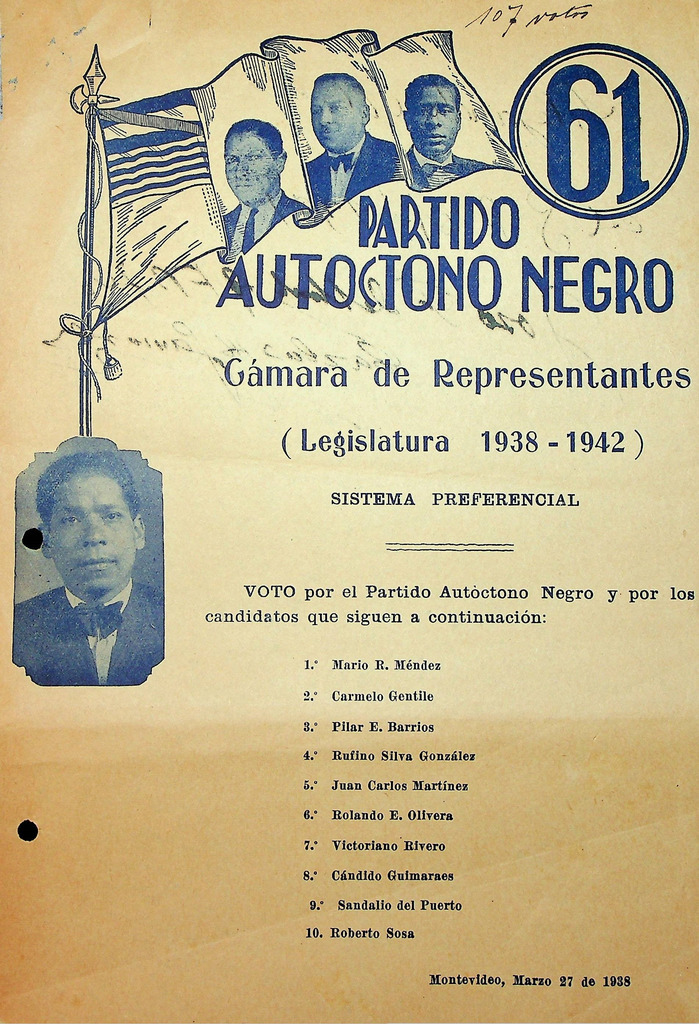 107 votos
61
PARTIDO
AUTOCTONO NEGRO
Cámara de Representantes
( Legislatura 1938 - 1942 )
SISTEMA PREFERENCIAL
VOTO por el Partido Autòctono Negro y por los
candidatos que siguen a continuación:
1.° Mario R. Méndez
2.° Carmelo Gentile
3.° Pilar E. Barrios
4.° Rufino Silva González
5.° Juan Carlos Martínez
6.° Rolando E. Olivera
7.° Victoriano Rivero
8.° Cándido Guimaraes
9.° Sandalio del Puerto
10. Roberto Sosa
Montevideo, Marzo 27 de 1938